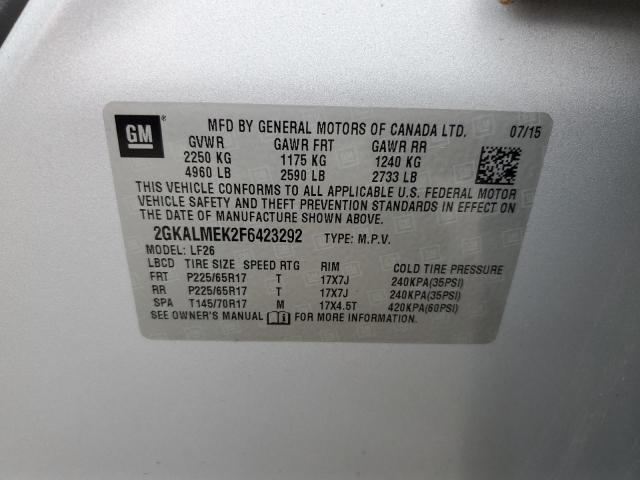 GM ® MFD BY GENERAL MOTORS OF CANADA LTD. 07/15
GVWR GAWR FRT GAWR RR
2250 KG 1175 KG 1240 KG
4960 LB 2590 LB 2733 LB
THIS VEHICLE CONFORMS TO ALL APPLICABLE U.S. FEDERAL MOTOR
VEHICLE SAFETY AND THEFT PREVENTION STANDARDS IN EFFECT ON
THE DATE OF MANUFACTURE SHOWN ABOVE.
2GKALMEK2F6423292 TYPE: M.P.V.
MODEL: LF26
LBCD TIRE SIZE SPEED RTG RIM COLD TIRE PRESSURE
FRT P225/65R17 T 17X7J 240KPA(35PSI)
RR P225/65R17 T 17X7J 240KPA(35PSI)
SPA T145/70R17 M 17X4.5T 420KPA(60PSI)
SEE OWNER'S MANUAL FOR MORE INFORMATION.